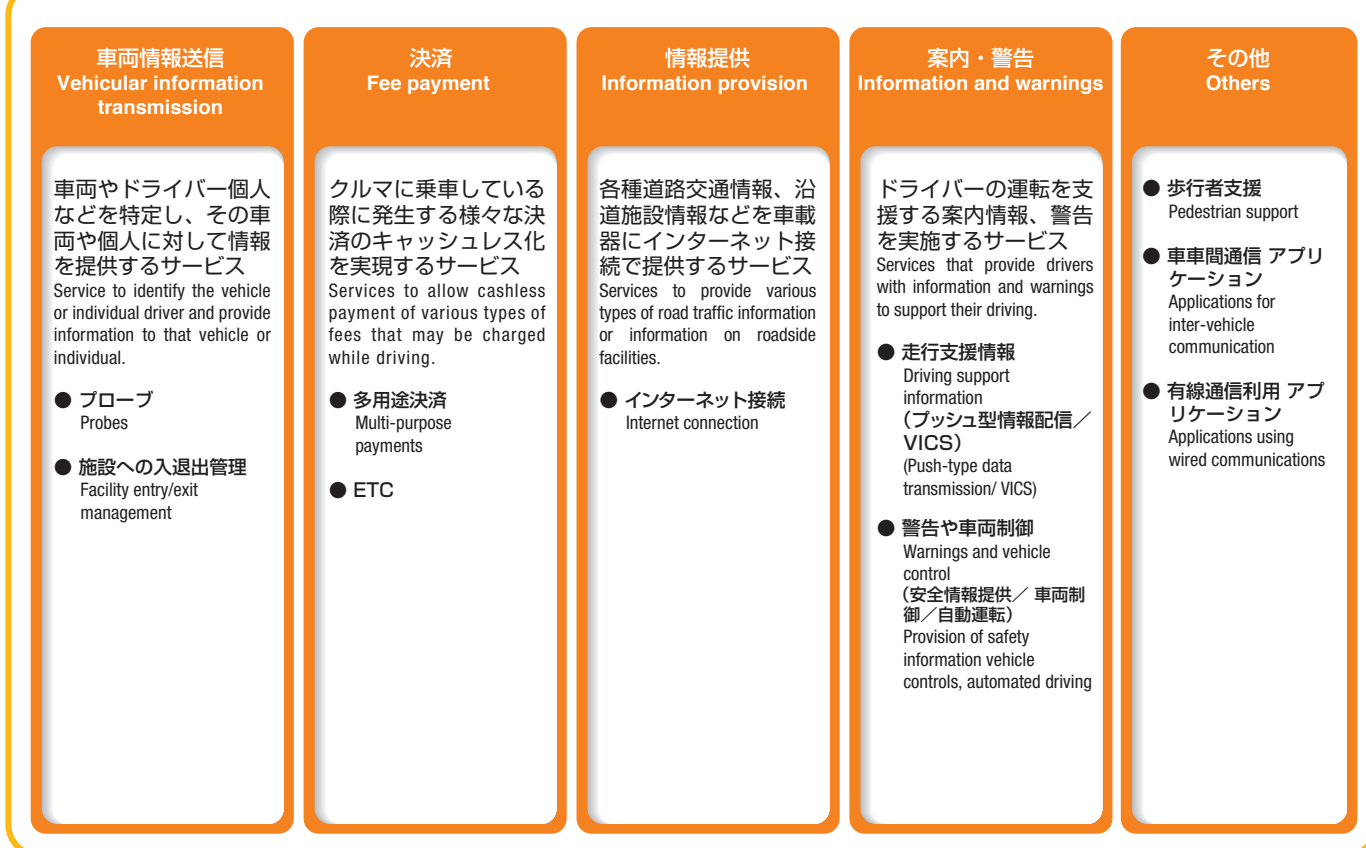 車両情報送信
Vehicular information
transmission
車両やドライバー個人
などを特定し、その車
両や個人に対して情報
を提供するサービス
Service to identify the vehicle
or individual driver and provide
information to that vehicle or
individual.
● プローブ
Probes
● 施設への入退出管理
Facility entry/exit
management
決済
Fee payment
クルマに乗車している
際に発生する様々な決
済のキャッシュレス化
を実現するサービス
Services to allow cashless
payment of various types of
fees that may be charged
while driving.
● 多用途決済
Multi-purpose
payments
● ETC
情報提供
Information provision
各種道路交通情報、沿
道施設情報などを車載
器にインターネット接
続で提供するサービス
Services to provide various
types of road traffic information
or information on roadside
facilities.
● インターネット接続
Internet connection
案内・警告
Information and warnings
ドライバーの運転を支
援する案内情報、警告
を実施するサービス
Services that provide drivers
with information and warnings
to support their driving.
● 走行支援情報
Driving support
information
（プッシュ型情報配信／
VICS）
(Push-type data
transmission/ VICS)
● 警告や車両制御
Warnings and vehicle
control
（安全情報提供／ 車両制
御／自動運転）
Provision of safety
information vehicle
controls, automated driving
その他
Others
● 歩行者支援
Pedestrian support
● 車車間通信 アプリ
ケーション
Applications for
inter-vehicle
communication
● 有線通信利用 アプ
リケーション
Applications using
wired communications